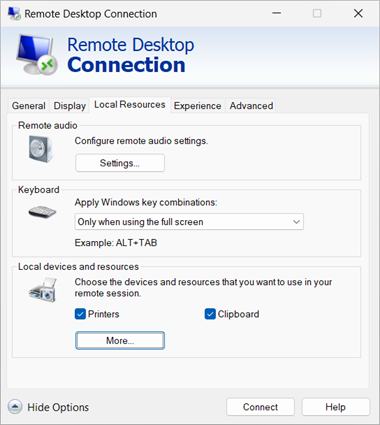 Remote Desktop Connection
Remote Desktop
Connection
General Display Local Resources Experience Advanced
Remote audio
Configure remote audio settings.
Settings...
Keyboard
Apply Windows key combinations:
Only when using the full screen
Example: ALT+TAB
Local devices and resources
Choose the devices and resources that you want to use in your
remote session.
Printers Clipboard
More...
Hide Options Connect Help